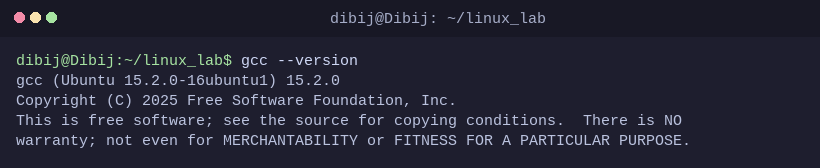 dibij@Dibij: ~/linux_lab
dibij@Dibij:~/linux_lab$ gcc --version
gcc (Ubuntu 15.2.0-16ubuntu1) 15.2.0
Copyright (C) 2025 Free Software Foundation, Inc.
This is free software; see the source for copying conditions.  There is NO
warranty; not even for MERCHANTABILITY or FITNESS FOR A PARTICULAR PURPOSE.